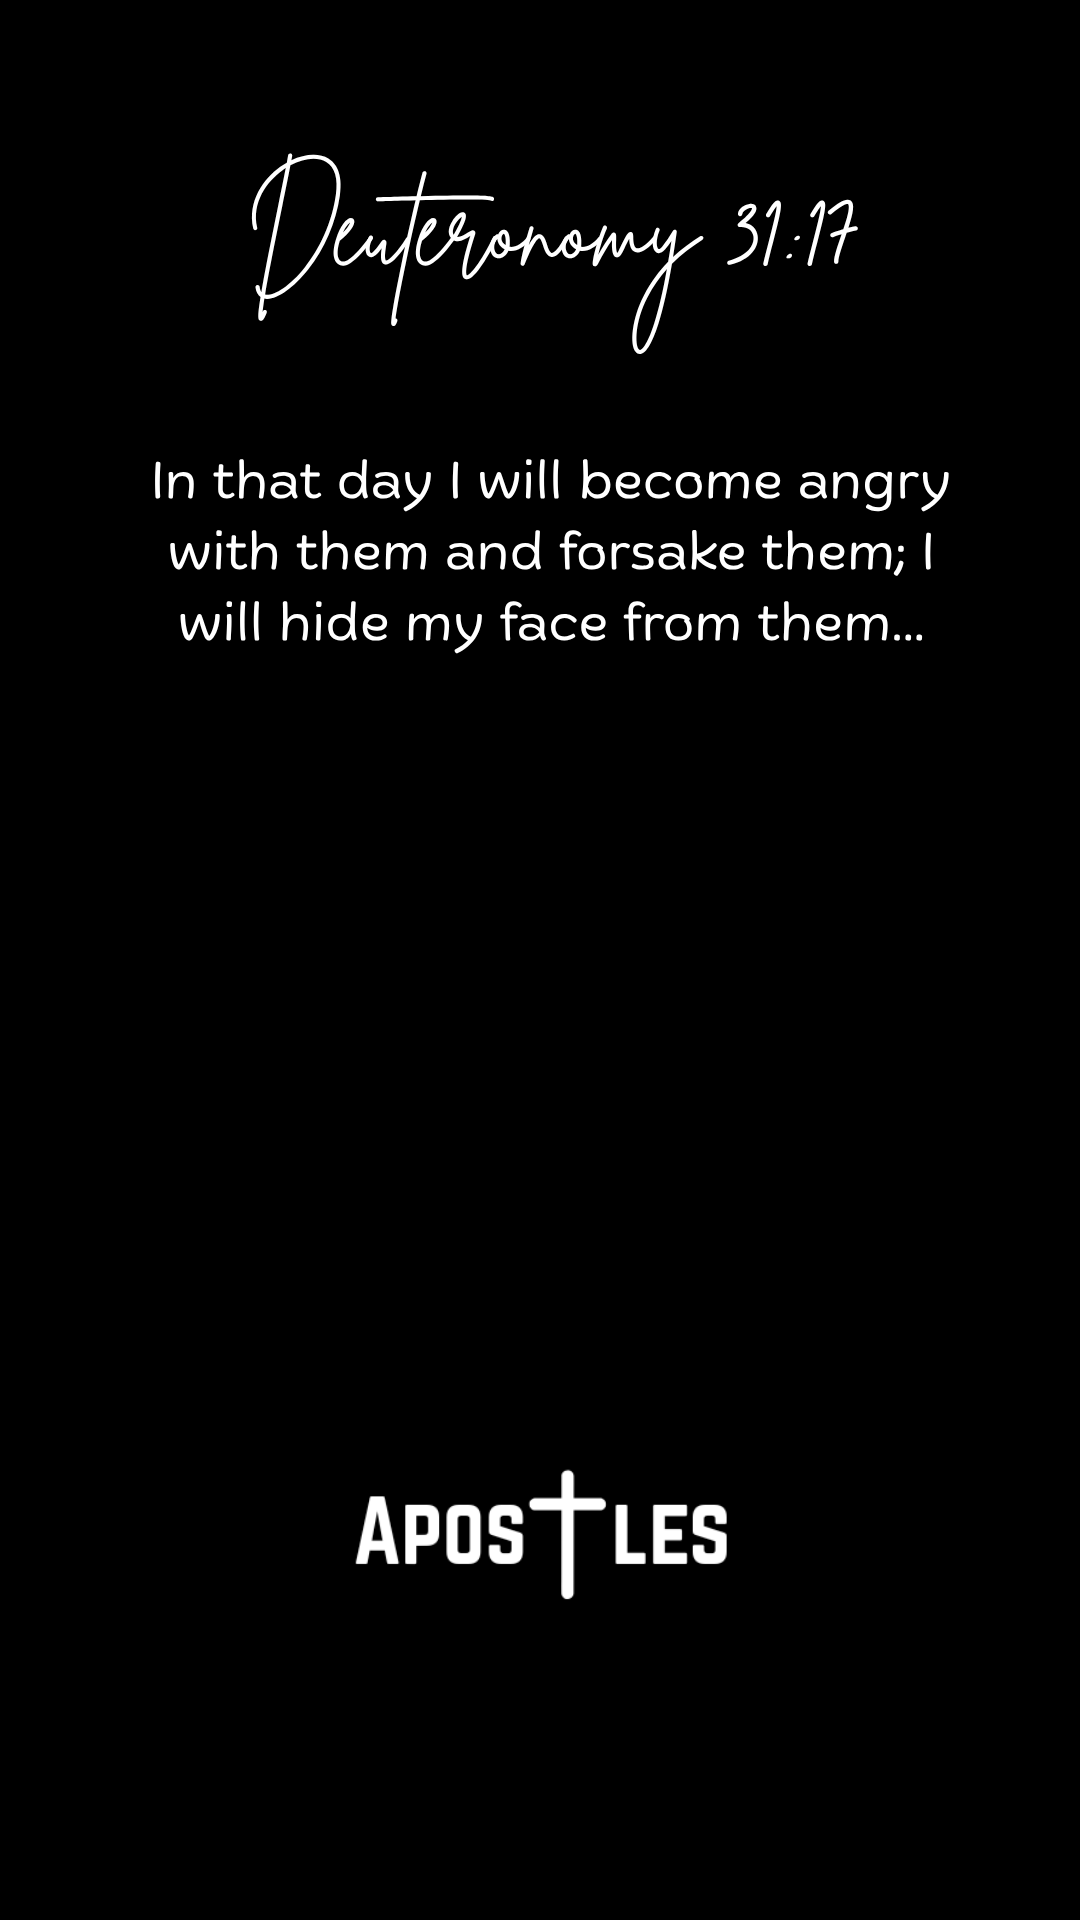 Deuteronomy 31:17
In that day I will become angry
with them and forsake them; I
will hide my face from them...
APOSTLES